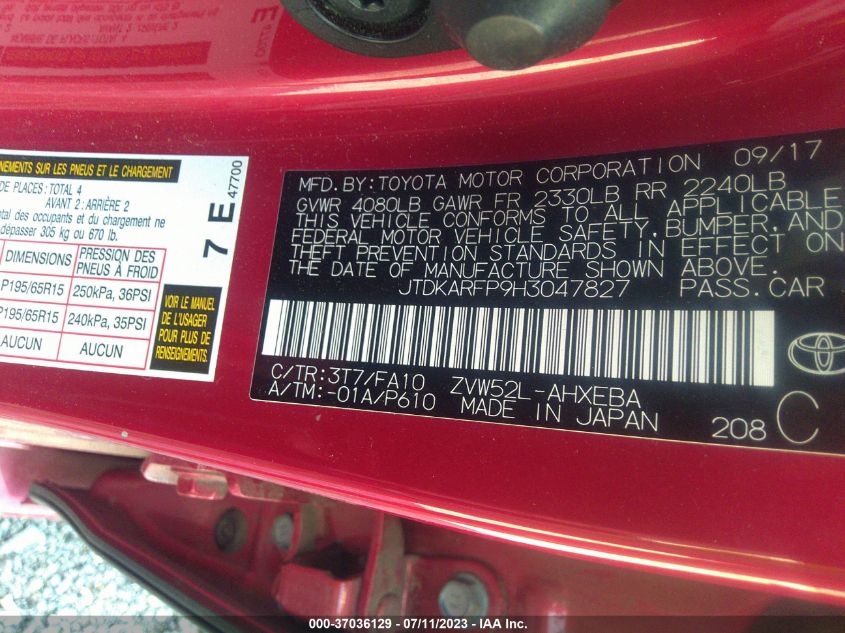 NEMENTS SUR LES PNEUS ET LE CHARGEMENT
DE PLACES: TOTAL 4
AVANT 2: ARRIÈRE 2
tal des occupants et du chargement ne
dépasser 305 kg ou 670 lb.
DIMENSIONS PRESSION DES PNEUS À FROID
P195/65R15 250kPa, 36PSI
P195/65R15 240kPa, 35PSI
AUCUN AUCUN
VOIR LE MANUEL
DE L'USAGER
POUR PLUS DE
RENSEIGNEMENTS.
7 E 47700
MFD. BY: TOYOTA MOTOR CORPORATION 09/17
GVWR 4080LB GAWR FR 2330LB RR 2240LB
THIS VEHICLE CONFORMS TO ALL APPLICABLE
FEDERAL MOTOR VEHICLE SAFETY, BUMPER, AND
THEFT PREVENTION STANDARDS IN EFFECT ON
THE DATE OF MANUFACTURE SHOWN ABOVE.
JTDKARFP9H3047827 PASS. CAR
C/TR: 3T7/FA10 ZVW52L-AHXEBA
A/TM: -01A/P610 MADE IN JAPAN
208 C
TOYOTA
000-37036129 - 07/11/2023 - IAA Inc.